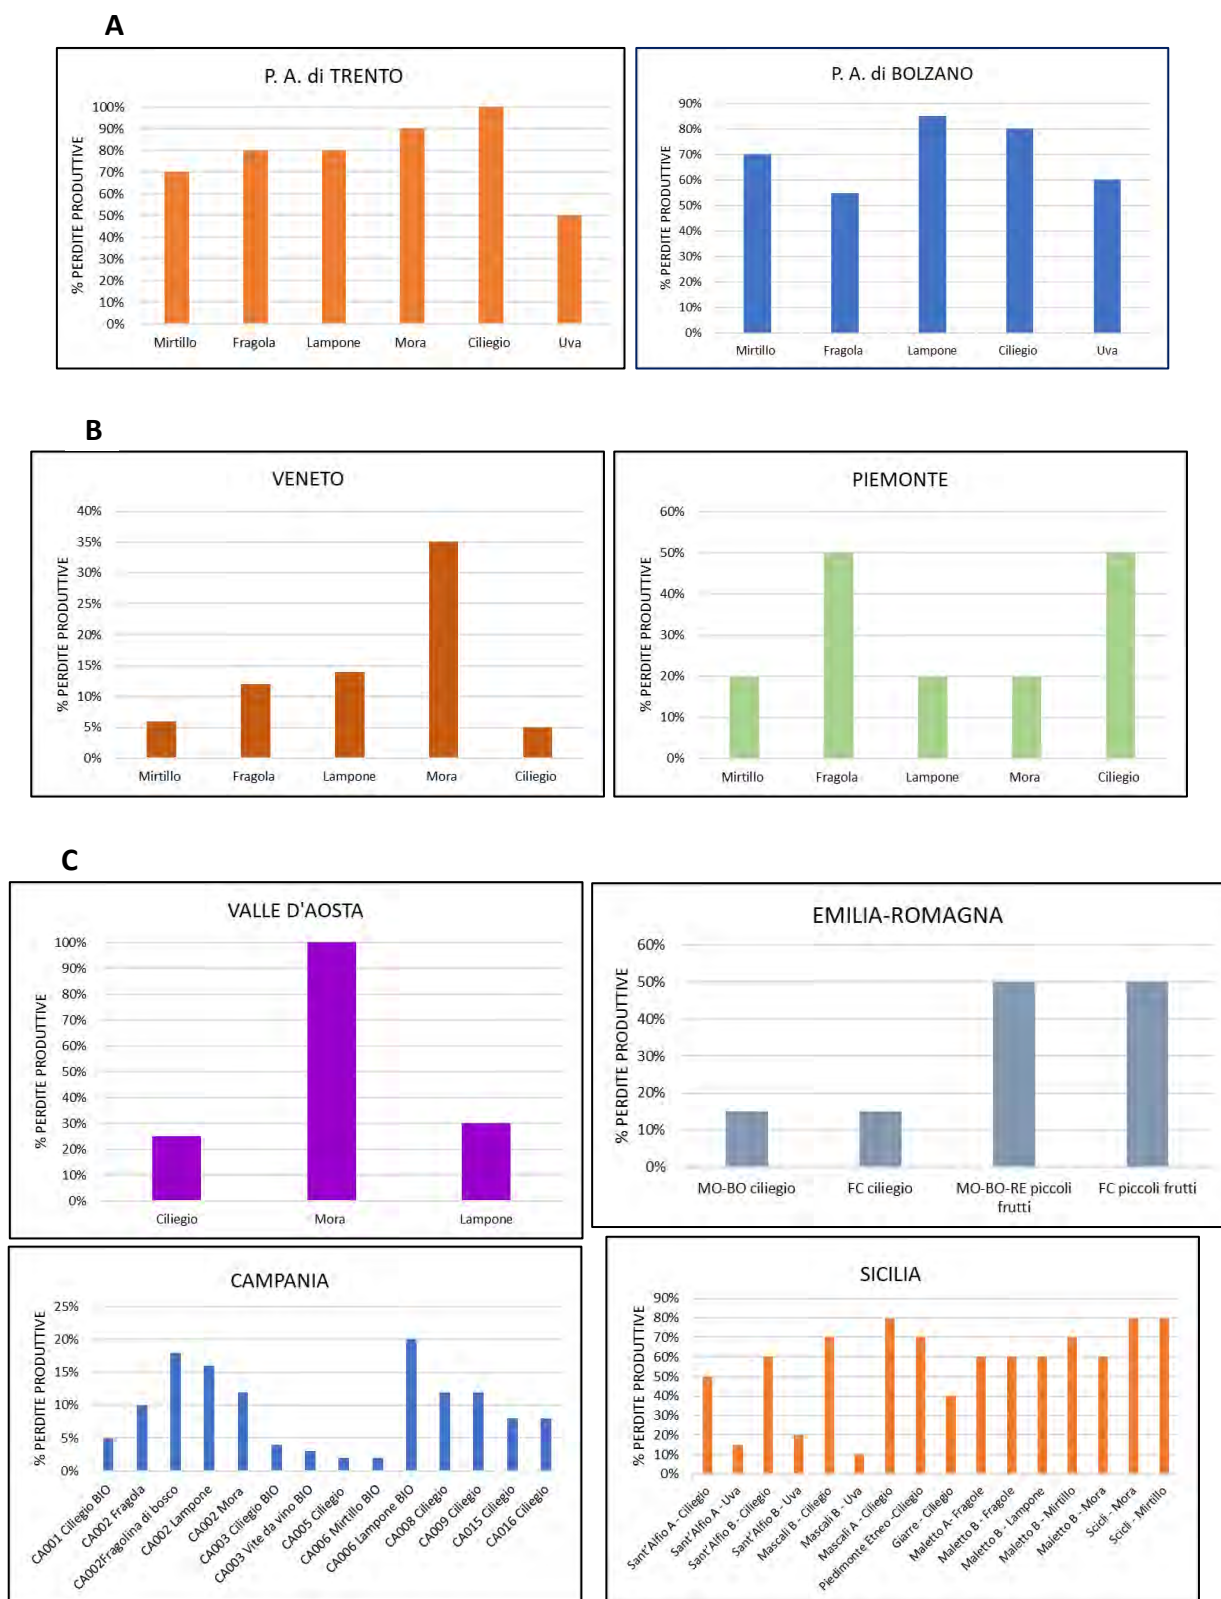 A
P. A. di TRENTO
% PERDITE PRODUTTIVE
100%
90%
80%
70%
60%
50%
40%
30%
20%
10%
0%
Mirtillo Fragola Lampone Mora Ciliegio Uva
P. A. di BOLZANO
% PERDITE PRODUTTIVE
90%
80%
70%
60%
50%
40%
30%
20%
10%
0%
Mirtillo Fragola Lampone Ciliegio Uva
B
VENETO
% PERDITE PRODUTTIVE
40%
35%
30%
25%
20%
15%
10%
5%
0%
Mirtillo Fragola Lampone Mora Ciliegio
PIEMONTE
% PERDITE PRODUTTIVE
60%
50%
40%
30%
20%
10%
0%
Mirtillo Fragola Lampone Mora Ciliegio
C
VALLE D'AOSTA
% PERDITE PRODUTTIVE
100%
90%
80%
70%
60%
50%
40%
30%
20%
10%
0%
Ciliegio Mora Lampone
EMILIA-ROMAGNA
% PERDITE PRODUTTIVE
60%
50%
40%
30%
20%
10%
0%
MO-BO ciliegio FC ciliegio MO-BO-RE piccoli FC piccoli frutti
frutti
CAMPANIA
% PERDITE PRODUTTIVE
25%
20%
15%
10%
5%
0%
CA001 Ciliegio BIO
CA002 Fragola
CA002Fragolina di bosco
CA002 Lampone
CA002 Mora
CA003 Ciliegio BIO
CA003 Vite da vino BIO
CA005 Ciliegio
CA006 Mirtillo BIO
CA006 Lampone BIO
CA008 Ciliegio
CA009 Ciliegio
CA015 Ciliegio
CA016 Ciliegio
SICILIA
% PERDITE PRODUTTIVE
90%
80%
70%
60%
50%
40%
30%
20%
10%
0%
Sant'Alfio A - Ciliegio
Sant'Alfio A - Uva
Sant'Alfio B - Ciliegio
Sant'Alfio B - Uva
Mascali B - Ciliegio
Mascali B - Uva
Mascali A - Ciliegio
Piedimonte Etneo -Ciliegio
Giarre - Ciliegio
Maletto A- Fragole
Maletto B - Fragole
Maletto B - Lampone
Maletto B - Mirtillo
Maletto B - Mora
Scicli - Mora
Scicli - Mirtillo